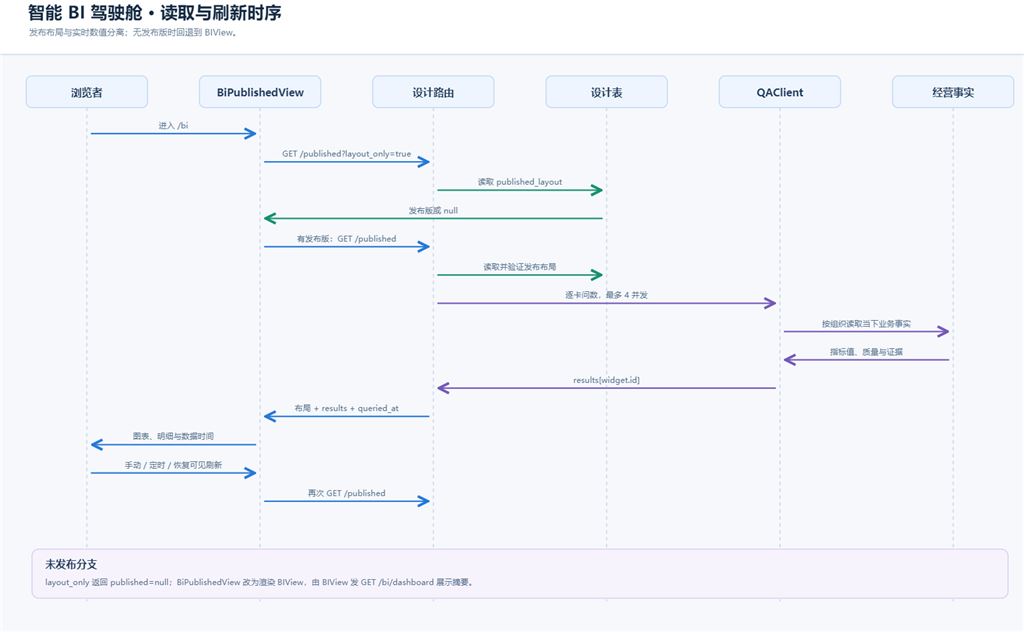 智能 BI 驾驶舱 · 读取与刷新时序
发布布局与实时数值分离；无发布版时回退到 BIView。
浏览者
BiPublishedView
设计路由
设计表
QAClient
经营事实
进入 /bi
GET /published?layout_only=true
读取 published_layout
发布版或 null
有发布版：GET /published
读取并验证发布布局
逐卡问数，最多 4 并发
按组织读取当下业务事实
指标值、质量与证据
results[widget.id]
布局 + results + queried_at
图表、明细与数据时间
手动 / 定时 / 恢复可见刷新
再次 GET /published
未发布分支
layout_only 返回 published=null；BiPublishedView 改为渲染 BIView，由 BIView 发 GET /bi/dashboard 展示摘要。